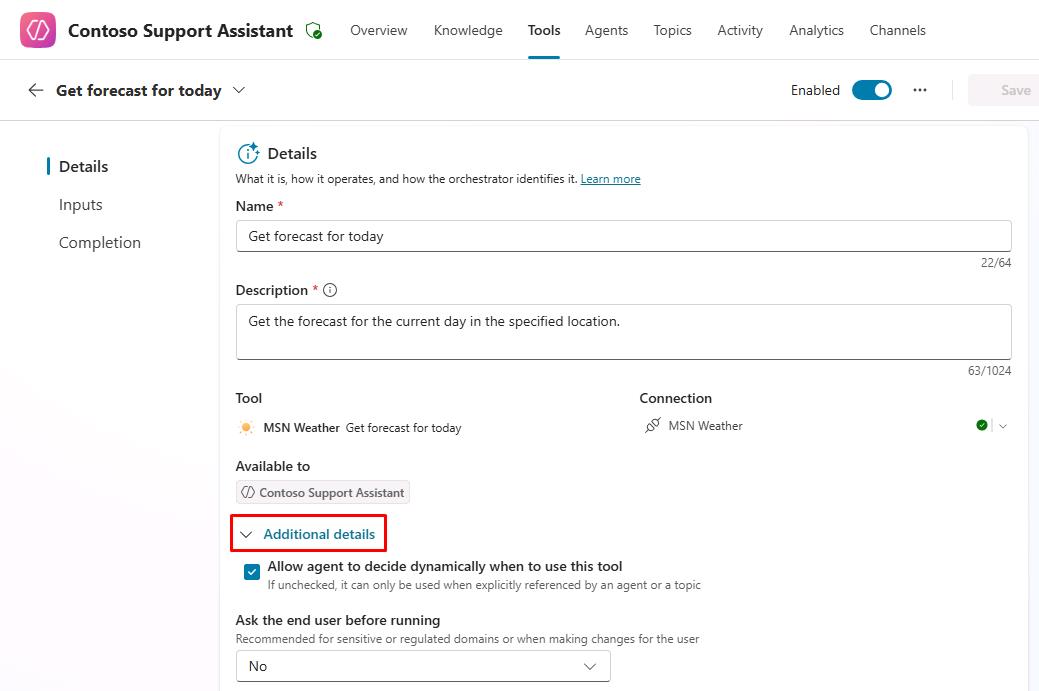 Contoso Support Assistant Overview Knowledge Tools Agents Topics Activity Analytics Channels
Get forecast for today Enabled ... Save
Details
Inputs
Completion
Details
What it is, how it operates, and how the orchestrator identifies it. Learn more
Name *
Get forecast for today
22/64
Description *
Get the forecast for the current day in the specified location.
63/1024
Tool Connection
MSN Weather Get forecast for today MSN Weather
Available to
Contoso Support Assistant
Additional details
Allow agent to decide dynamically when to use this tool
If unchecked, it can only be used when explicitly referenced by an agent or a topic
Ask the end user before running
Recommended for sensitive or regulated domains or when making changes for the user
No